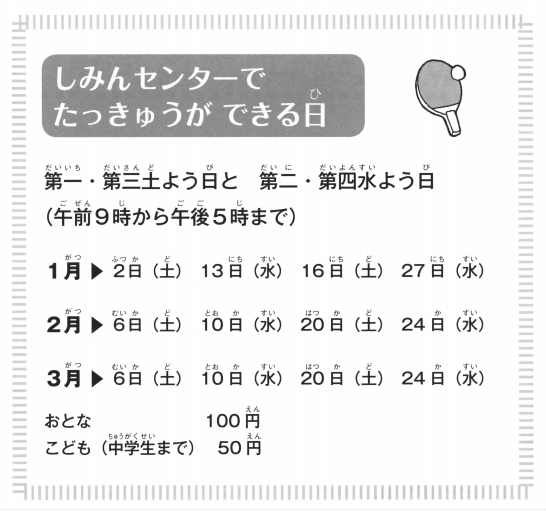 しみんセンターで
たっきゅうが できる日
第一・第三土よう日と　第二・第四水よう日
（午前９時から午後５時まで）
1月▶ 2日（土） 13日（水） 16日（土） 27日（水）
2月▶ 6日（土） 10日（水） 20日（土） 24日（水）
3月▶ 6日（土） 10日（水） 20日（土） 24日（水）
おとな　100円
こども（中学生まで）　50円